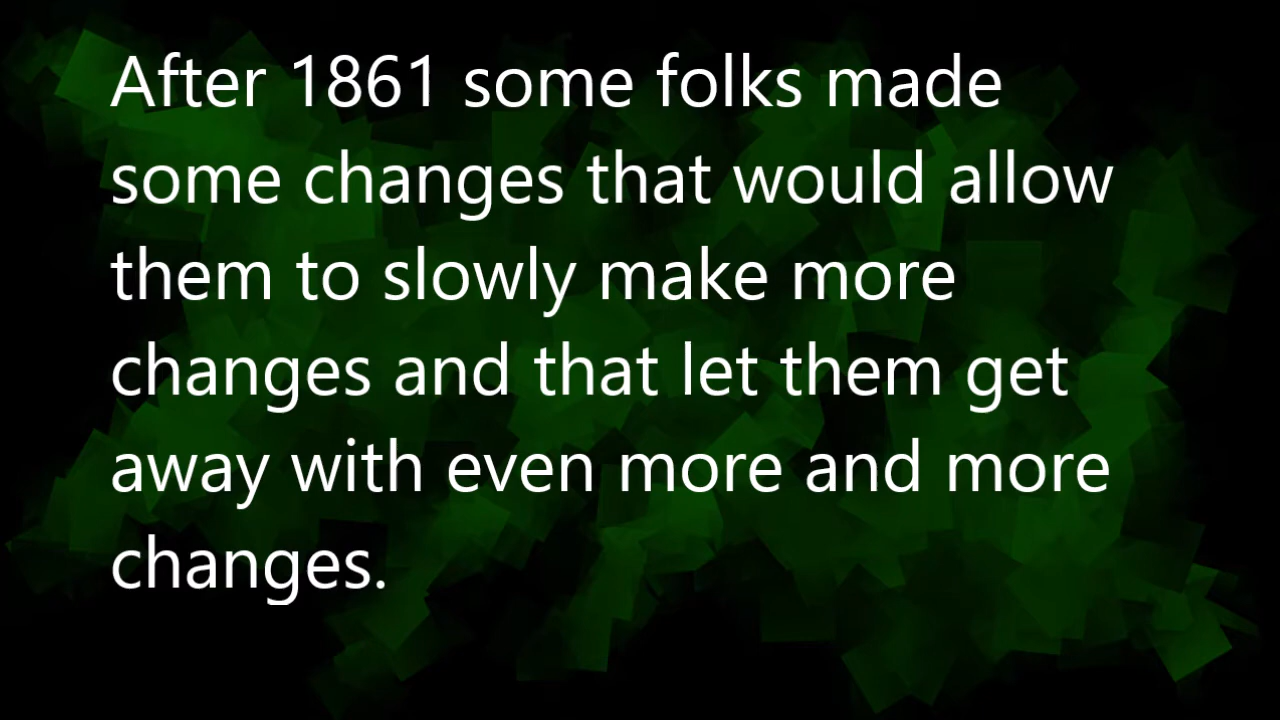 After 1861 some folks made
some changes that would allow
them to slowly make more
changes and that let them get
away with even more and more
changes.